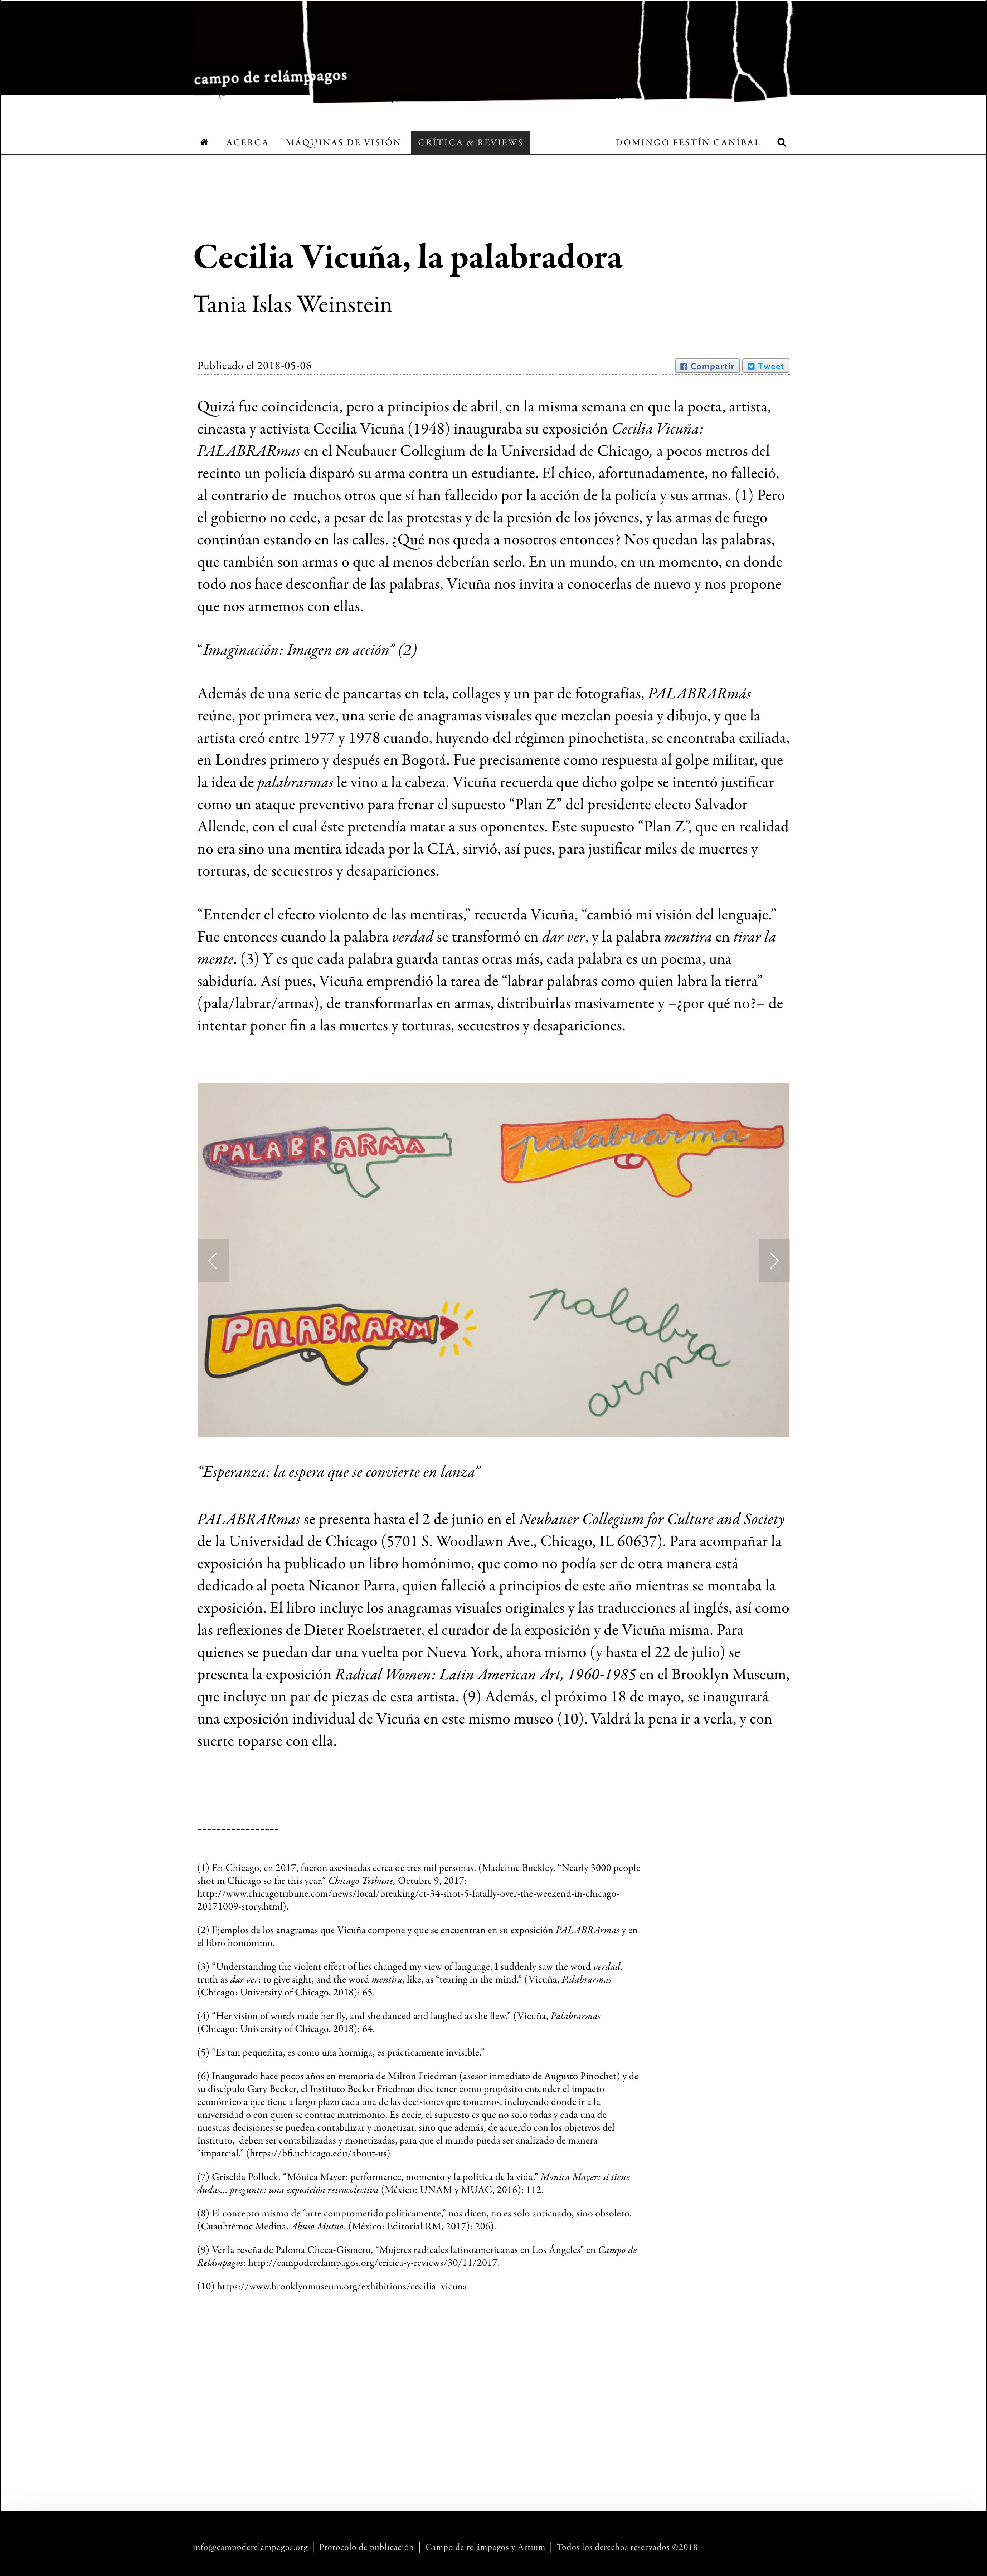 campo de relámpagos
ACERCA
MÁQUINAS DE VISIÓN
CRÍTICA & REVIEWS
DOMINGO FESTÍN CANÍBAL
Cecilia Vicuña, la palabradora
Tania Islas Weinstein
Publicado el 2018-05-06
Compartir
Tweet
Quizá fue coincidencia, pero a principios de abril, en la misma semana en que la poeta, artista,
cineasta y activista Cecilia Vicuña (1948) inauguraba su exposición Cecilia Vicuña:
PALABRARmas en el Neubauer Collegium de la Universidad de Chicago, a pocos metros del
recinto un policía disparó su arma contra un estudiante. El chico, afortunadamente, no falleció,
al contrario de  muchos otros que sí han fallecido por la acción de la policía y sus armas. (1) Pero
el gobierno no cede, a pesar de las protestas y de la presión de los jóvenes, y las armas de fuego
continúan estando en las calles. ¿Qué nos queda a nosotros entonces? Nos quedan las palabras,
que también son armas o que al menos deberían serlo. En un mundo, en un momento, en donde
todo nos hace desconfiar de las palabras, Vicuña nos invita a conocerlas de nuevo y nos propone
que nos armemos con ellas.
“Imaginación: Imagen en acción” (2)
Además de una serie de pancartas en tela, collages y un par de fotografías, PALABRARmás
reúne, por primera vez, una serie de anagramas visuales que mezclan poesía y dibujo, y que la
artista creó entre 1977 y 1978 cuando, huyendo del régimen pinochetista, se encontraba exiliada,
en Londres primero y después en Bogotá. Fue precisamente como respuesta al golpe militar, que
la idea de palabrarmas le vino a la cabeza. Vicuña recuerda que dicho golpe se intentó justificar
como un ataque preventivo para frenar el supuesto “Plan Z” del presidente electo Salvador
Allende, con el cual éste pretendía matar a sus oponentes. Este supuesto “Plan Z”, que en realidad
no era sino una mentira ideada por la CIA, sirvió, así pues, para justificar miles de muertes y
torturas, de secuestros y desapariciones.
“Entender el efecto violento de las mentiras,” recuerda Vicuña, “cambió mi visión del lenguaje.”
Fue entonces cuando la palabra verdad se transformó en dar ver, y la palabra mentira en tirar la
mente. (3) Y es que cada palabra guarda tantas otras más, cada palabra es un poema, una
sabiduría. Así pues, Vicuña emprendió la tarea de “labrar palabras como quien labra la tierra”
(pala/labrar/armas), de transformarlas en armas, distribuirlas masivamente y –¿por qué no?– de
intentar poner fin a las muertes y torturas, secuestros y desapariciones.
PALABRARMA
palabrarma
PALABRARM
palabra
arma
“Esperanza: la espera que se convierte en lanza”
PALABRARmas se presenta hasta el 2 de junio en el Neubauer Collegium for Culture and Society
de la Universidad de Chicago (5701 S. Woodlawn Ave., Chicago, IL 60637). Para acompañar la
exposición ha publicado un libro homónimo, que como no podía ser de otra manera está
dedicado al poeta Nicanor Parra, quien falleció a principios de este año mientras se montaba la
exposición. El libro incluye los anagramas visuales originales y las traducciones al inglés, así como
las reflexiones de Dieter Roelstraeter, el curador de la exposición y de Vicuña misma. Para
quienes se puedan dar una vuelta por Nueva York, ahora mismo (y hasta el 22 de julio) se
presenta la exposición Radical Women: Latin American Art, 1960-1985 en el Brooklyn Museum,
que incluye un par de piezas de esta artista. (9) Además, el próximo 18 de mayo, se inaugurará
una exposición individual de Vicuña en este mismo museo (10). Valdrá la pena ir a verla, y con
suerte toparse con ella.
-----------------
(1) En Chicago, en 2017, fueron asesinadas cerca de tres mil personas. (Madeline Buckley. “Nearly 3000 people
shot in Chicago so far this year.” Chicago Tribune, Octubre 9, 2017:
http://www.chicagotribune.com/news/local/breaking/ct-34-shot-5-fatally-over-the-weekend-in-chicago-
20171009-story.html).
(2) Ejemplos de los anagramas que Vicuña compone y que se encuentran en su exposición PALABRArmas y en
el libro homónimo.
(3) “Understanding the violent effect of lies changed my view of language. I suddenly saw the word verdad,
truth as dar ver: to give sight, and the word mentira, like, as “tearing in the mind.” (Vicuña, Palabrarmas
(Chicago: University of Chicago, 2018): 65.
(4) “Her vision of words made her fly, and she danced and laughed as she flew.” (Vicuña, Palabrarmas
(Chicago: University of Chicago, 2018): 64.
(5) “Es tan pequeñita, es como una hormiga, es prácticamente invisible.”
(6) Inaugurado hace pocos años en memoria de Milton Friedman (asesor inmediato de Augusto Pinochet) y de
su discípulo Gary Becker, el Instituto Becker Friedman dice tener como propósito entender el impacto
económico a que tiene a largo plazo cada una de las decisiones que tomamos, incluyendo donde ir a la
universidad o con quien se contrae matrimonio. Es decir, el supuesto es que no solo todas y cada una de
nuestras decisiones se pueden contabilizar y monetizar, sino que además, de acuerdo con los objetivos del
Instituto,  deben ser contabilizadas y monetizadas, para que el mundo pueda ser analizado de manera
“imparcial.” (https://bfi.uchicago.edu/about-us)
(7) Griselda Pollock. “Mónica Mayer: performance, momento y la política de la vida.” Mónica Mayer: si tiene
dudas... pregunte: una exposición retrocolectiva (México: UNAM y MUAC, 2016): 112.
(8) El concepto mismo de “arte comprometido políticamente,” nos dicen, no es solo anticuado, sino obsoleto.
(Cuauhtémoc Medina. Abuso Mutuo. (México: Editorial RM, 2017): 206).
(9) Ver la reseña de Paloma Checa-Gismero, “Mujeres radicales latinoamericanas en Los Ángeles” en Campo de
Relámpagos: http://campoderelampagos.org/critica-y-reviews/30/11/2017.
(10) https://www.brooklynmuseum.org/exhibitions/cecilia_vicuna
info@campoderelampagos.org | Protocolo de publicación | Campo de relámpagos y Artium | Todos los derechos reservados ©2018